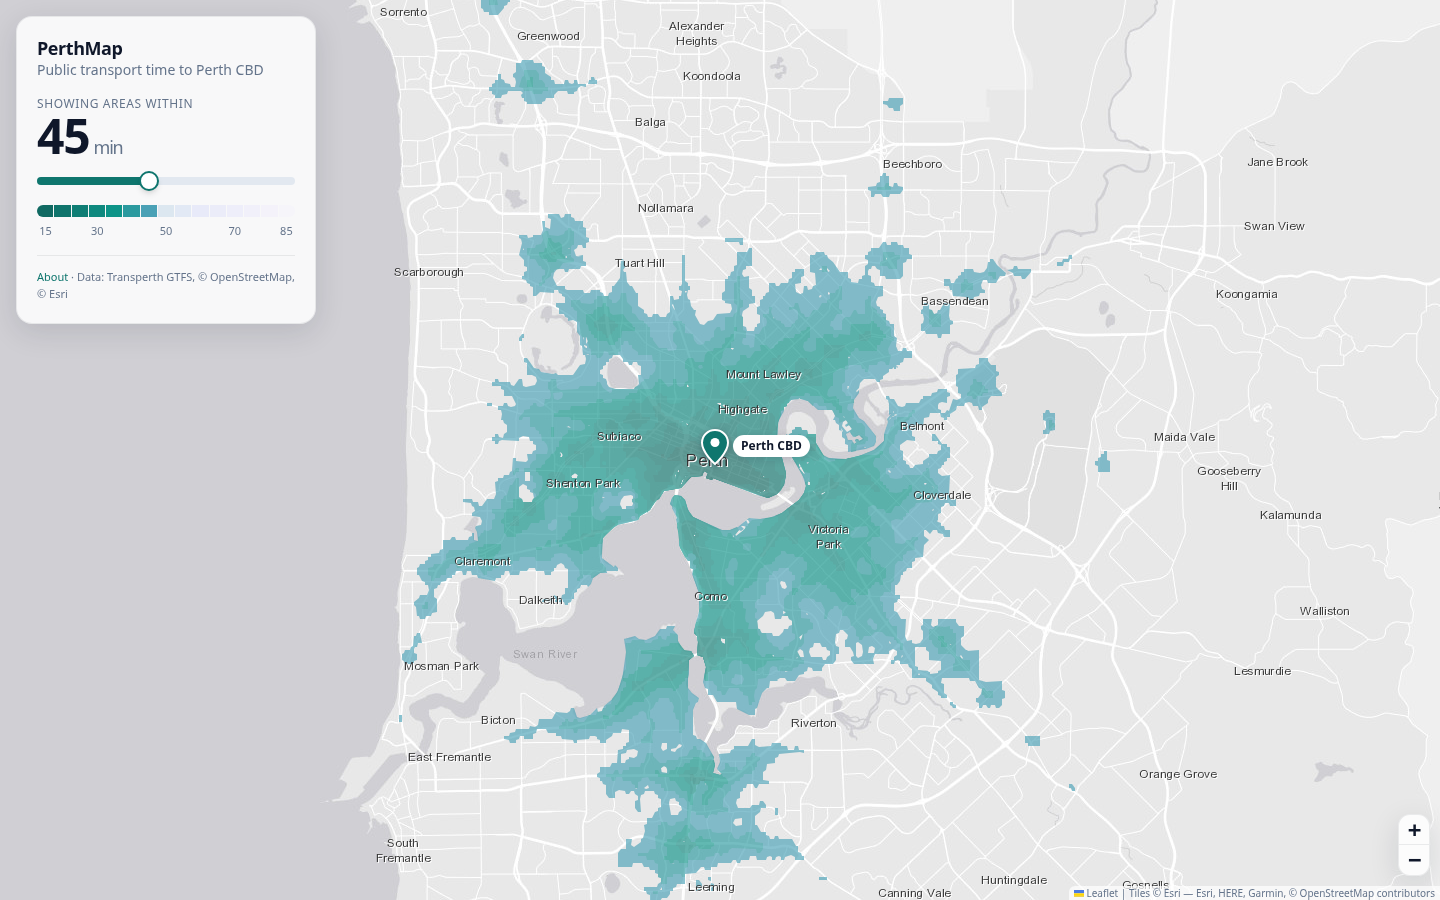 PerthMap
Public transport time to Perth CBD
SHOWING AREAS WITHIN
45 min
15 30 50 70 85
About · Data: Transperth GTFS, © OpenStreetMap,
© Esri
Sorrento
Greenwood
Alexander
Heights
Koondoola
Balga
Beechboro
Jane Brook
Nollamara
Swan View
Tuart Hill
Scarborough
Koongamia
Bassendean
Mount Lawley
Highgate
Subiaco
Belmont
Perth CBD
Perth
Maida Vale
Gooseberry
Hill
Shenton Park
Cloverdale
Kalamunda
Victoria
Park
Claremont
Como
Dalkeith
Walliston
Swan River
Mosman Park
Lesmurdie
Bicton
Riverton
East Fremantle
Orange Grove
South
Fremantle
Leeming
Canning Vale
Huntingdale
Gosnells
+
−
Leaflet | Tiles © Esri — Esri, HERE, Garmin, © OpenStreetMap contributors